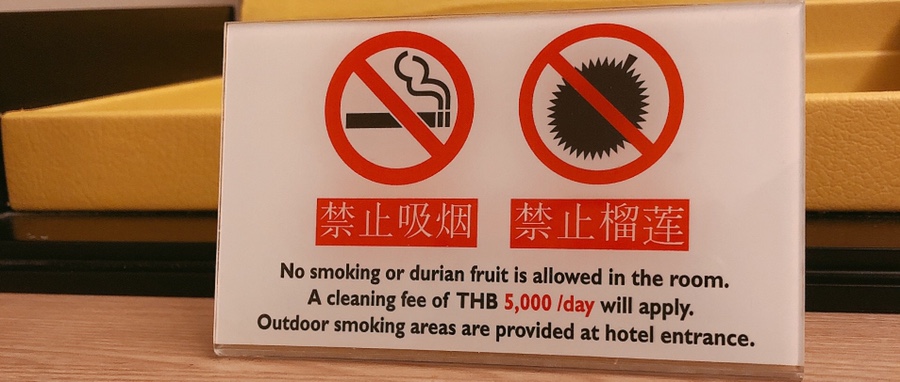 禁止吸烟 禁止榴莲
No smoking or durian fruit is allowed in the room.
A cleaning fee of THB 5,000 /day will apply.
Outdoor smoking areas are provided at hotel entrance.